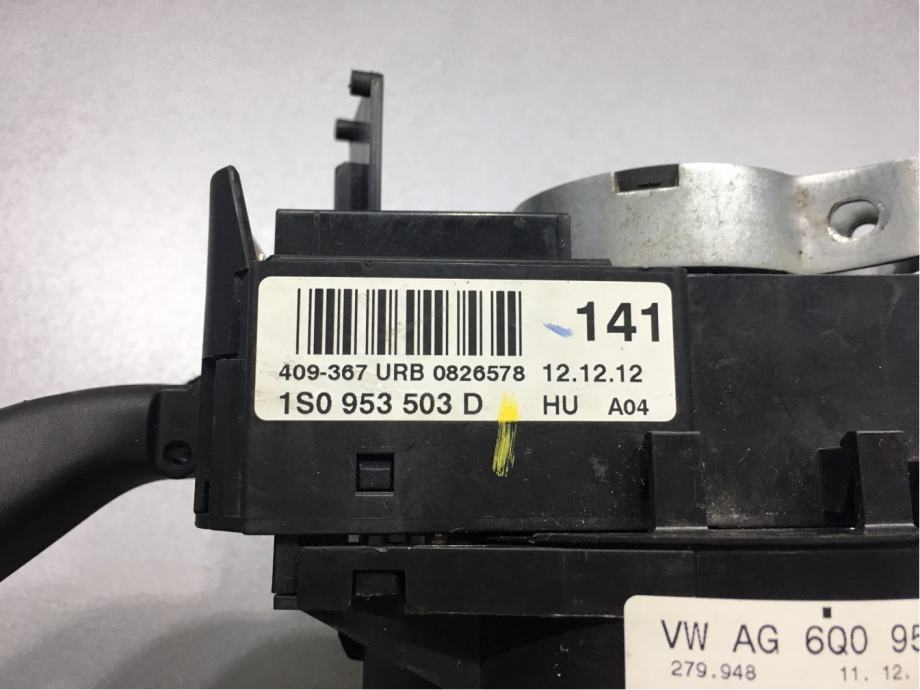 141
409-367 URB 0826578 12.12.12
1S0 953 503 D HU A04
VW AG 6Q0 95
279.948 11. 12.